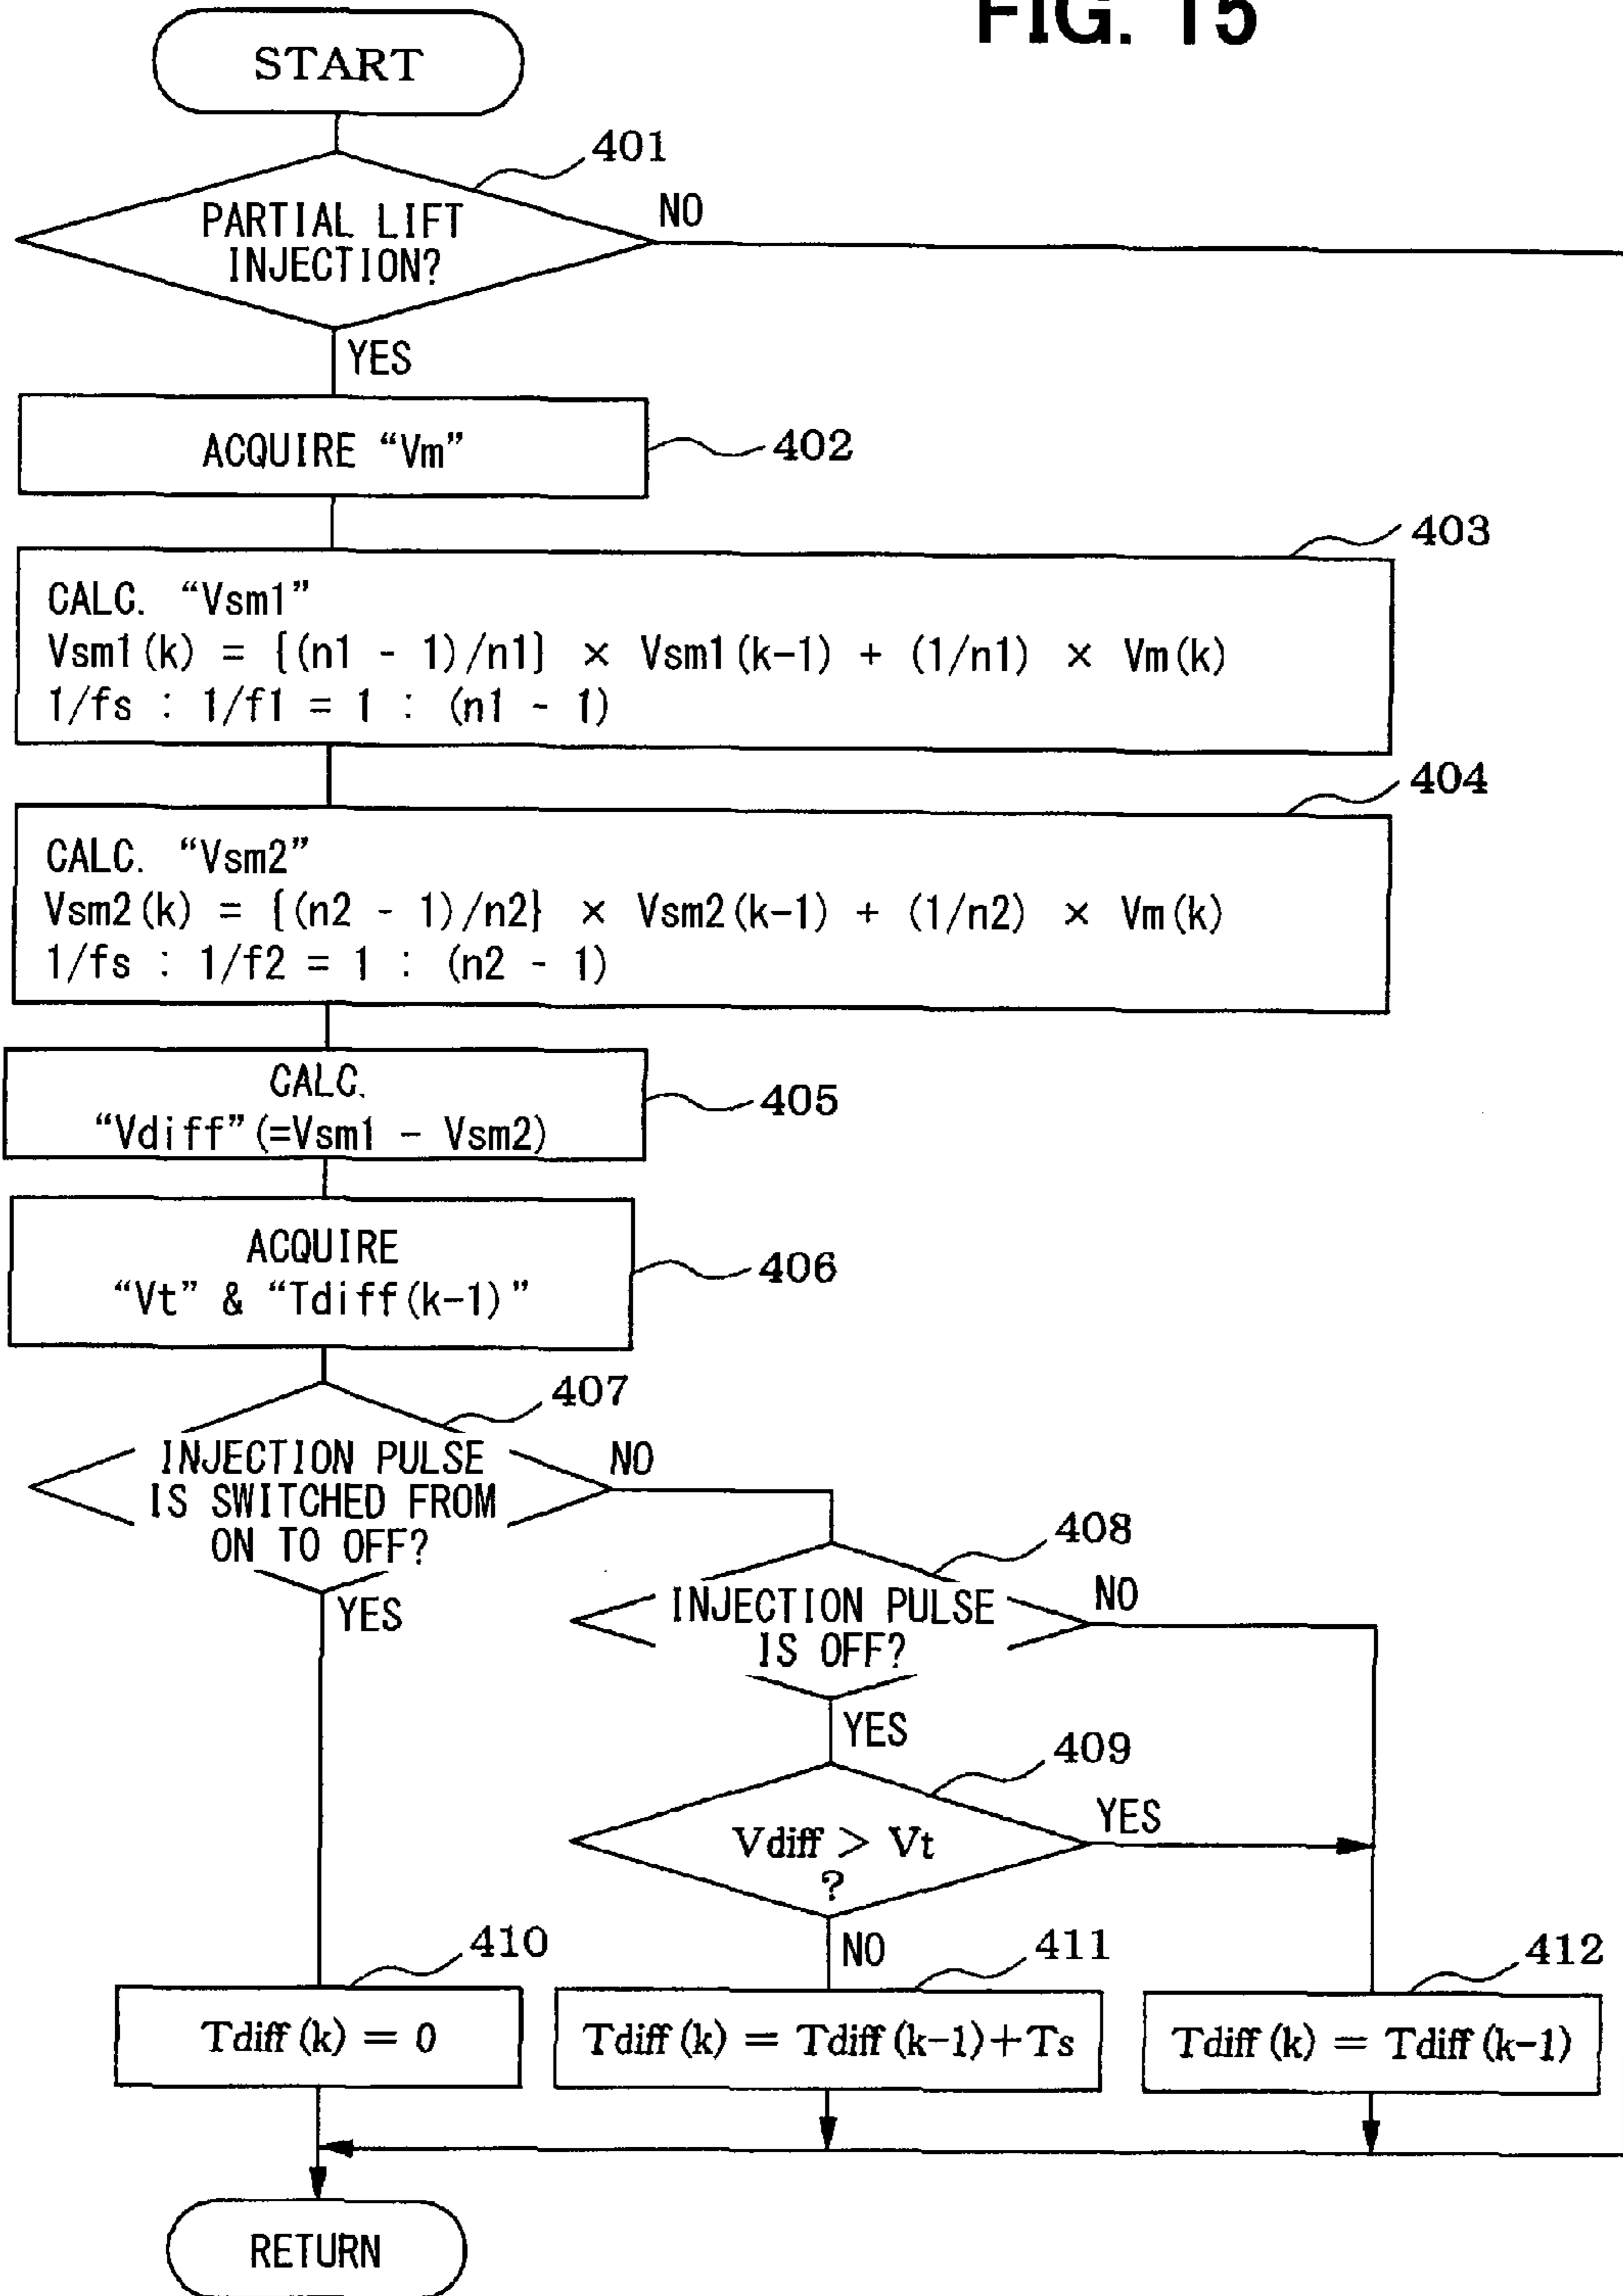 FIG. 15
START
401
PARTIAL LIFT
INJECTION?
NO
YES
ACQUIRE “Vm”
402
403
CALC. “Vsm1”
Vsm1(k) = {(n1 - 1)/n1} × Vsm1(k-1) + (1/n1) × Vm(k)
1/fs : 1/f1 = 1 : (n1 - 1)
404
CALC. “Vsm2”
Vsm2(k) = {(n2 - 1)/n2} × Vsm2(k-1) + (1/n2) × Vm(k)
1/fs : 1/f2 = 1 : (n2 - 1)
CALC.
“Vdiff”(=Vsm1 - Vsm2)
405
ACQUIRE
“Vt” & “Tdiff(k-1)”
406
407
INJECTION PULSE
IS SWITCHED FROM
ON TO OFF?
NO
YES
408
INJECTION PULSE
IS OFF?
NO
YES
409
Vdiff > Vt
?
YES
NO
410
Tdiff(k) = 0
411
Tdiff(k) = Tdiff(k-1)+Ts
412
Tdiff(k) = Tdiff(k-1)
RETURN